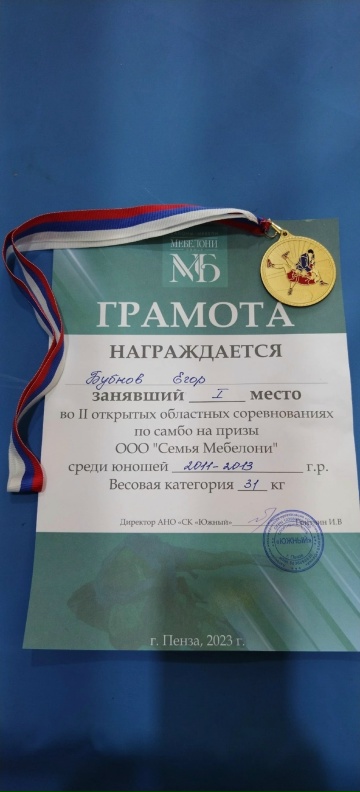 МЕБЕЛОНИ
МБ
ГРАМОТА
НАГРАЖДАЕТСЯ
Бубнов Егор
занявший I место
во II открытых областных соревнованиях
по самбо на призы
ООО "Семья Мебелони"
среди юношей 2011-2013 г.р.
Весовая категория 31 кг
Директор АНО «СК «Южный» И.В
«ЮЖНЫЙ»
г. Пенза, 2023 г.